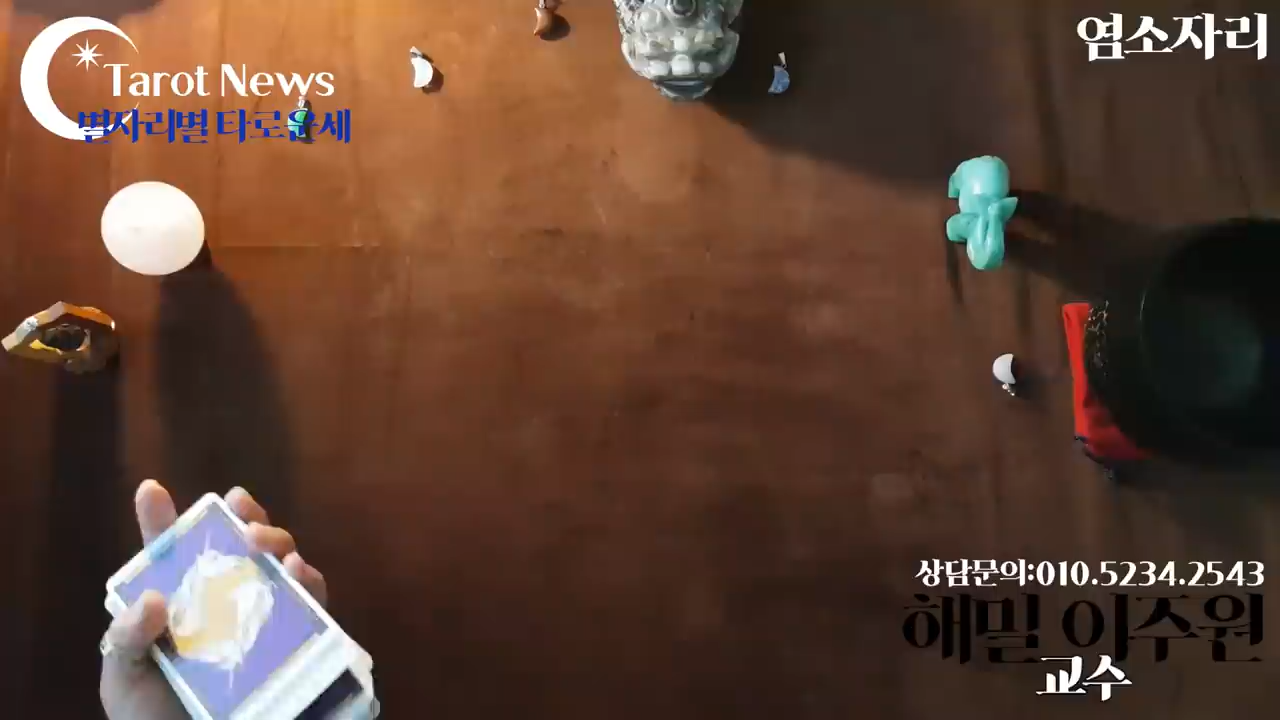 Tarot News
별자리별 타로운세
염소자리
상담문의:010.5234.2543
해밀 이주원
교수